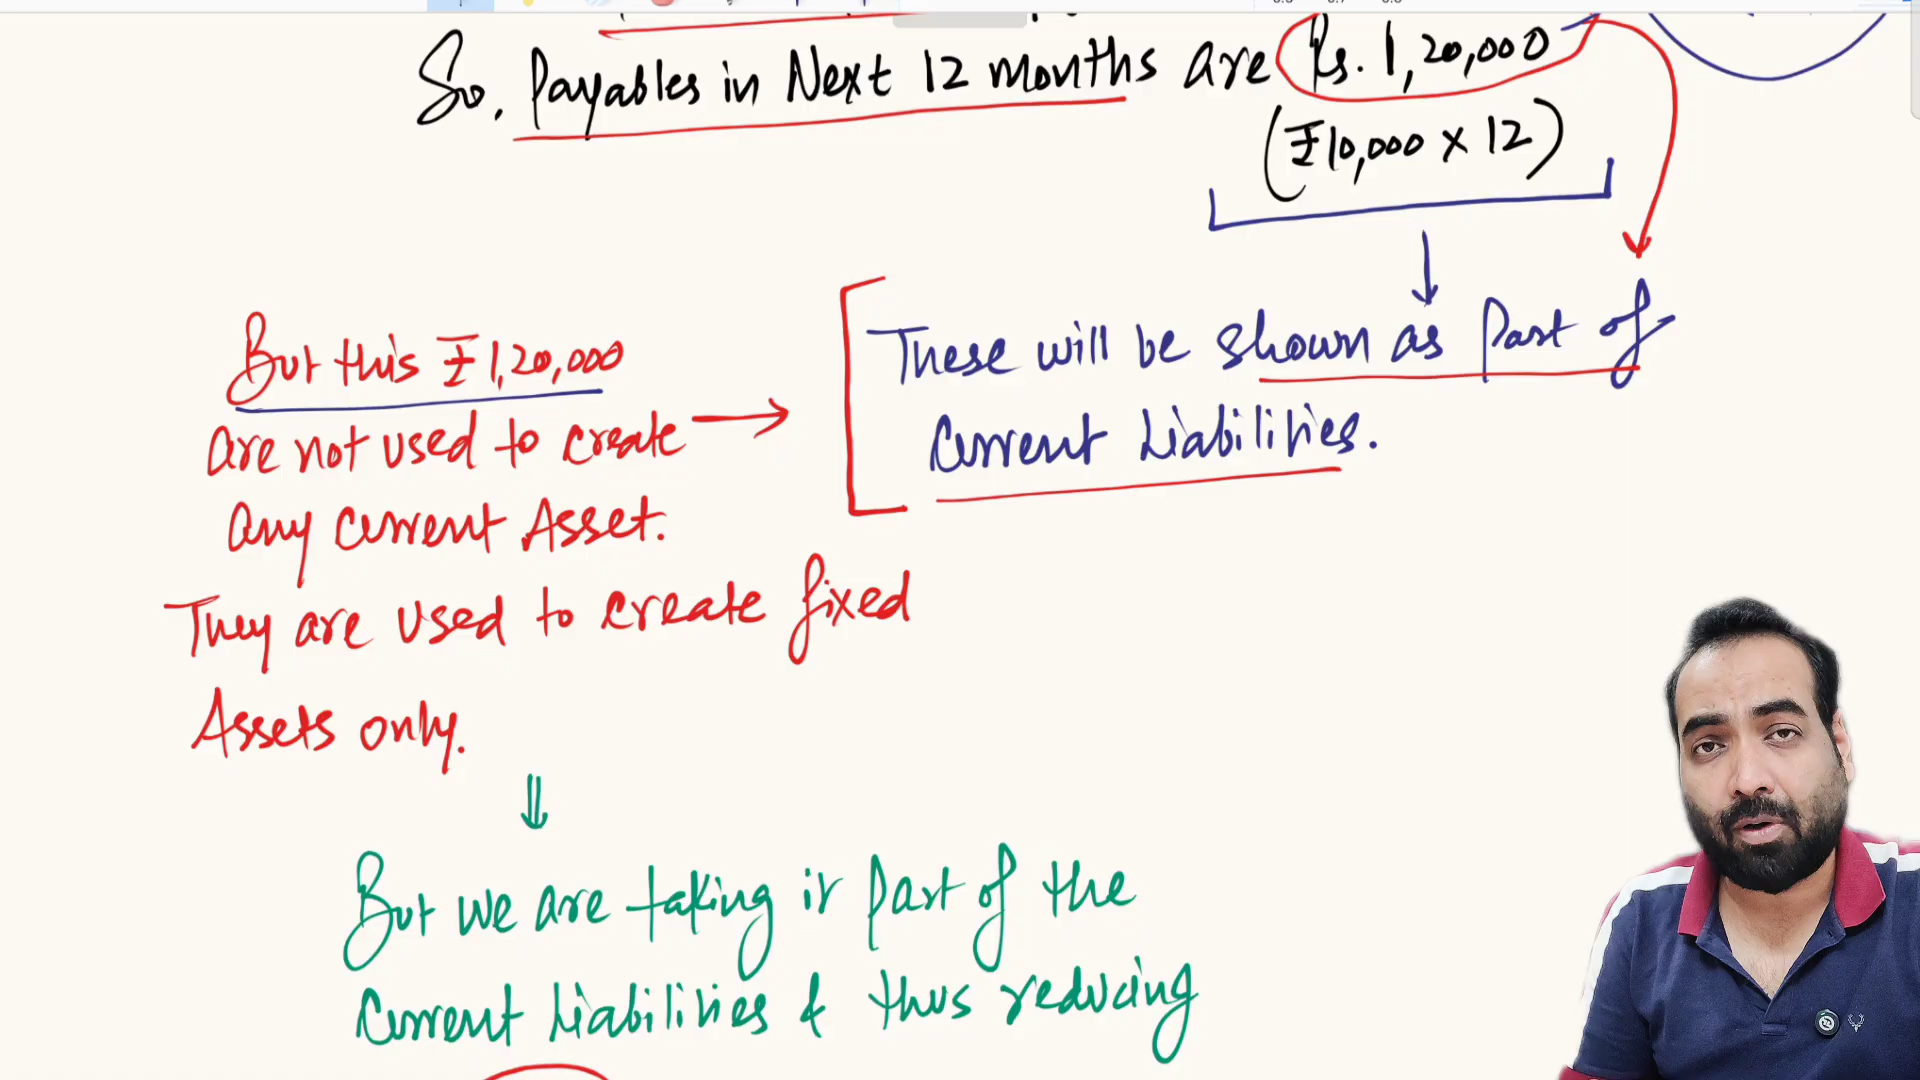 So, Payables in Next 12 months are Rs. 1,20,000
(₹10,000 x 12)
These will be shown as Part of
Current Liabilities.
But this ₹1,20,000
are not used to create
any current Asset.
They are used to create fixed
Assets only.
But we are taking it part of the
Current Liabilities & thus reducing